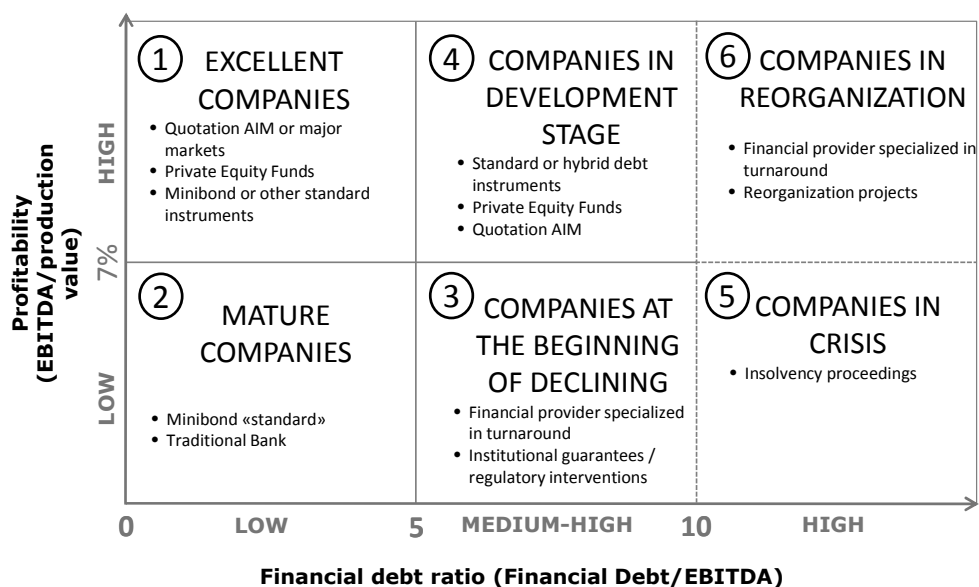 Profitability
(EBITDA/production
value)
HIGH
7%
LOW
1
EXCELLENT
COMPANIES
• Quotation AIM or major
markets
• Private Equity Funds
• Minibond or other standard
instruments
4
COMPANIES IN
DEVELOPMENT
STAGE
• Standard or hybrid debt
instruments
• Private Equity Funds
• Quotation AIM
6
COMPANIES IN
REORGANIZATION
• Financial provider specialized in
turnaround
• Reorganization projects
2
MATURE
COMPANIES
• Minibond «standard»
• Traditional Bank
3
COMPANIES AT
THE BEGINNING
OF DECLINING
• Financial provider specialized
in turnaround
• Institutional guarantees /
regulatory interventions
5
COMPANIES IN
CRISIS
• Insolvency proceedings
0 LOW 5 MEDIUM-HIGH 10 HIGH
Financial debt ratio (Financial Debt/EBITDA)